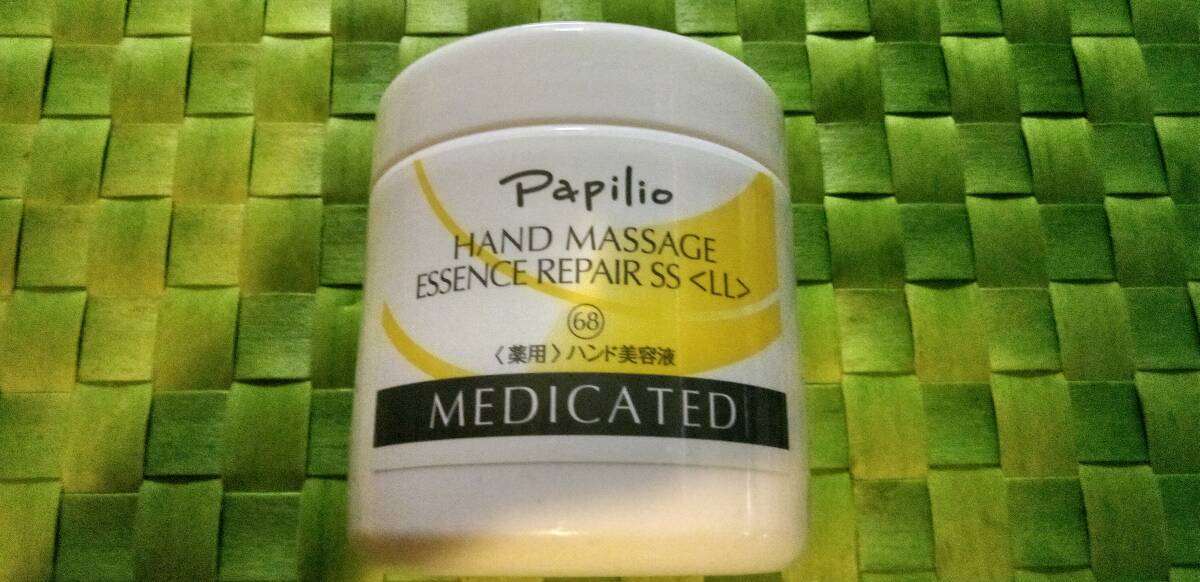 Papilio
HAND MASSAGE
ESSENCE REPAIR SS <LL>
68
〈薬用〉ハンド美容液
MEDICATED